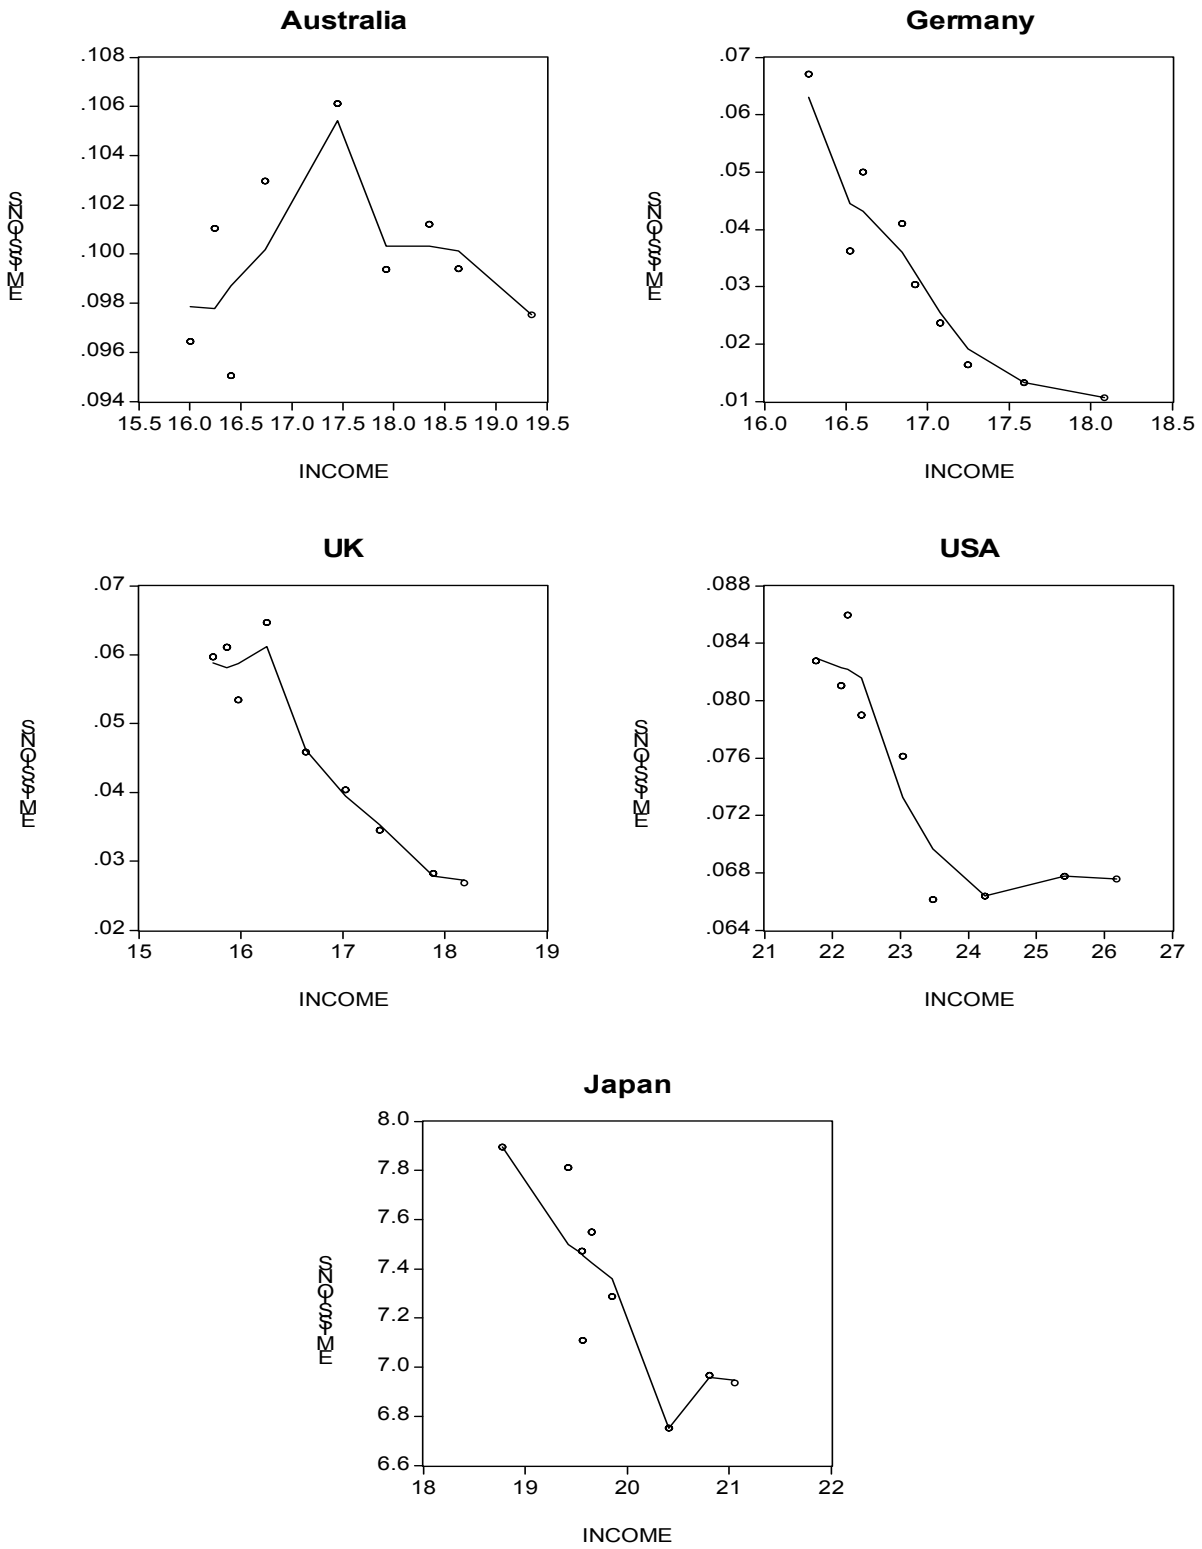 Australia
.108
.106
.104
.102
.100
.098
.096
.094
EMISSIONS
15.5 16.0 16.5 17.0 17.5 18.0 18.5 19.0 19.5
INCOME
Germany
.07
.06
.05
.04
.03
.02
.01
EMISSIONS
16.0 16.5 17.0 17.5 18.0 18.5
INCOME
UK
.07
.06
.05
.04
.03
.02
EMISSIONS
15 16 17 18 19
INCOME
USA
.088
.084
.080
.076
.072
.068
.064
EMISSIONS
21 22 23 24 25 26 27
INCOME
Japan
8.0
7.8
7.6
7.4
7.2
7.0
6.8
6.6
EMISSIONS
18 19 20 21 22
INCOME